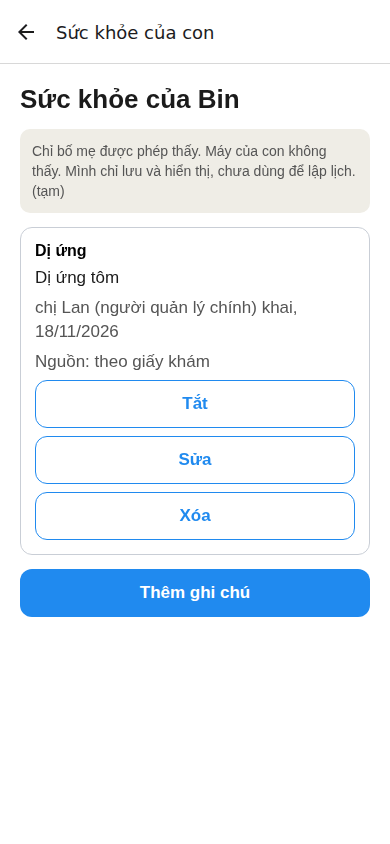 Sức khỏe của con
Sức khỏe của Bin
Chỉ bố mẹ được phép thấy. Máy của con không
thấy. Mình chỉ lưu và hiển thị, chưa dùng để lập lịch.
(tạm)
Dị ứng
Dị ứng tôm
chị Lan (người quản lý chính) khai,
18/11/2026
Nguồn: theo giấy khám
Tắt
Sửa
Xóa
Thêm ghi chú